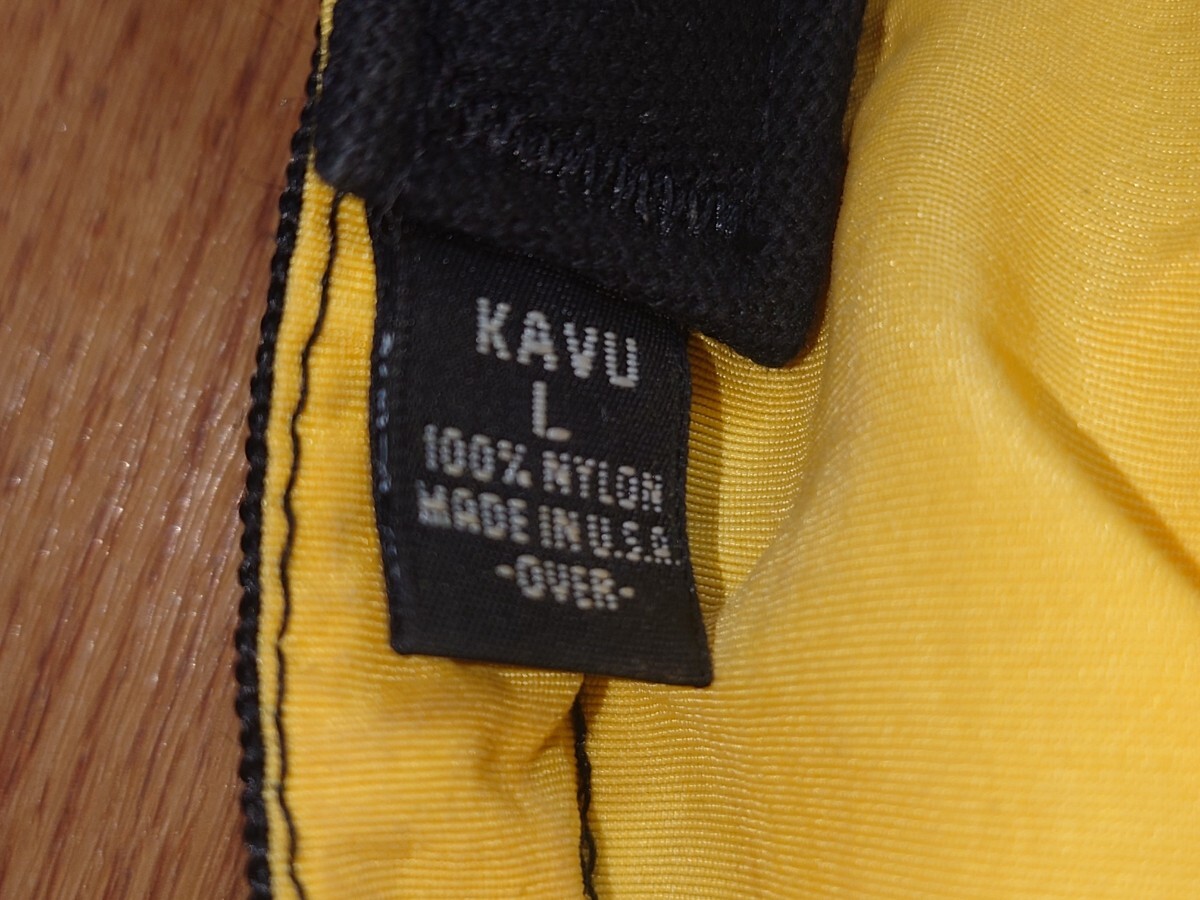 KAVU
L
100% NYLON
MADE IN U.S.A.
-OVER-